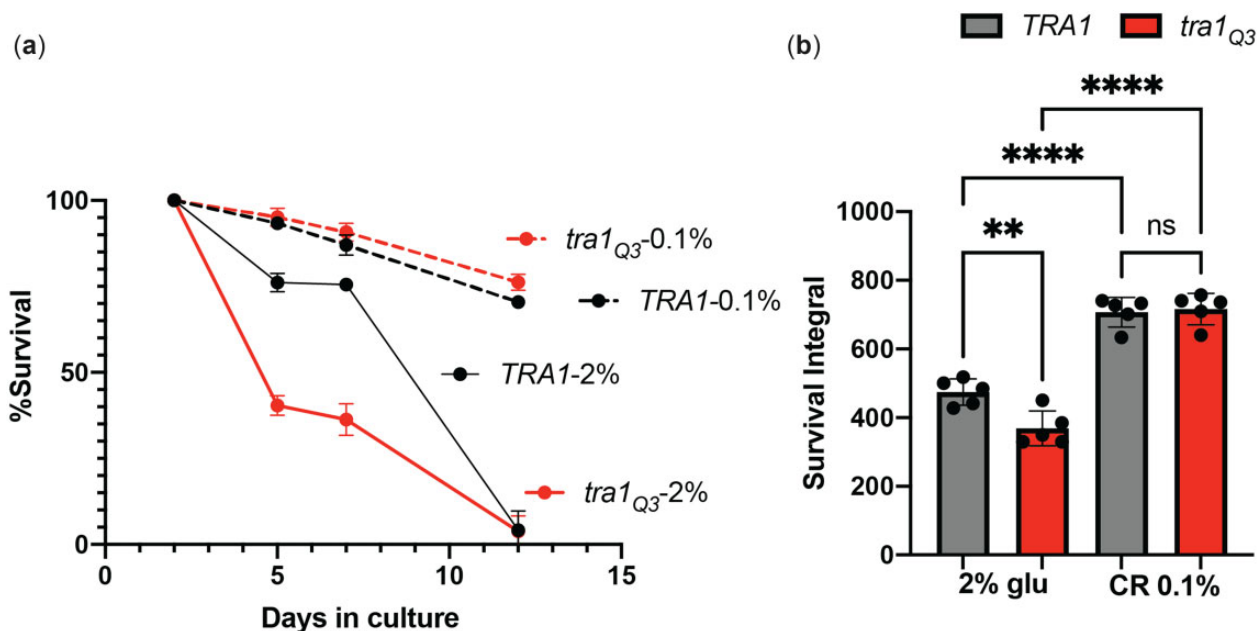 (a)
%Survival
100
50
0
0 5 10 15
Days in culture
tra1Q3-0.1%
TRA1-0.1%
TRA1-2%
tra1Q3-2%
(b)
TRA1 tra1Q3
****
****
**
ns
Survival Integral
1000
800
600
400
200
0
2% glu CR 0.1%